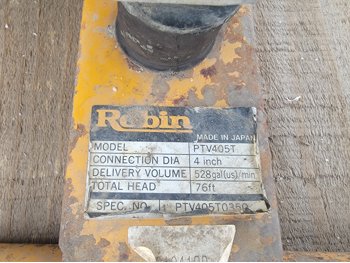 Robin
MADE IN JAPAN
MODEL PTV405T
CONNECTION DIA 4 inch
DELIVERY VOLUME 528gal(us)/min
TOTAL HEAD 76ft
SPEC. NO.